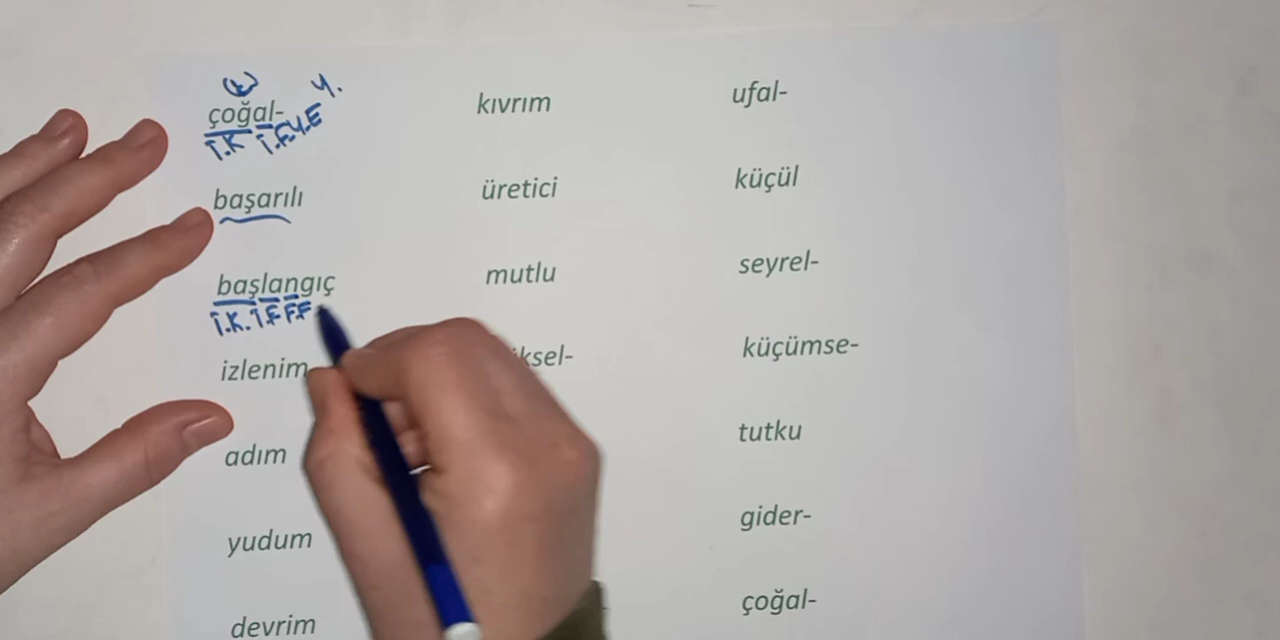 (k) Y.
çoğal-
İ.K İ.F.Y.E
başarılı
başlangıç
İ.K. İ.F F.F
izlenim
adım
yudum
devrim
kıvrım
üretici
mutlu
ufal-
küçül
seyrel-
küçümse-
tutku
gider-
çoğal-